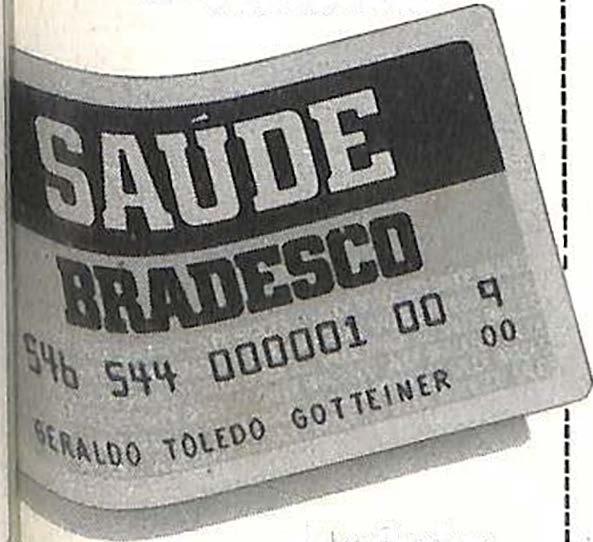 SAÚDE
BRADESCO
546 544 000001 00 9
00
GERALDO TOLEDO GOTTEINER